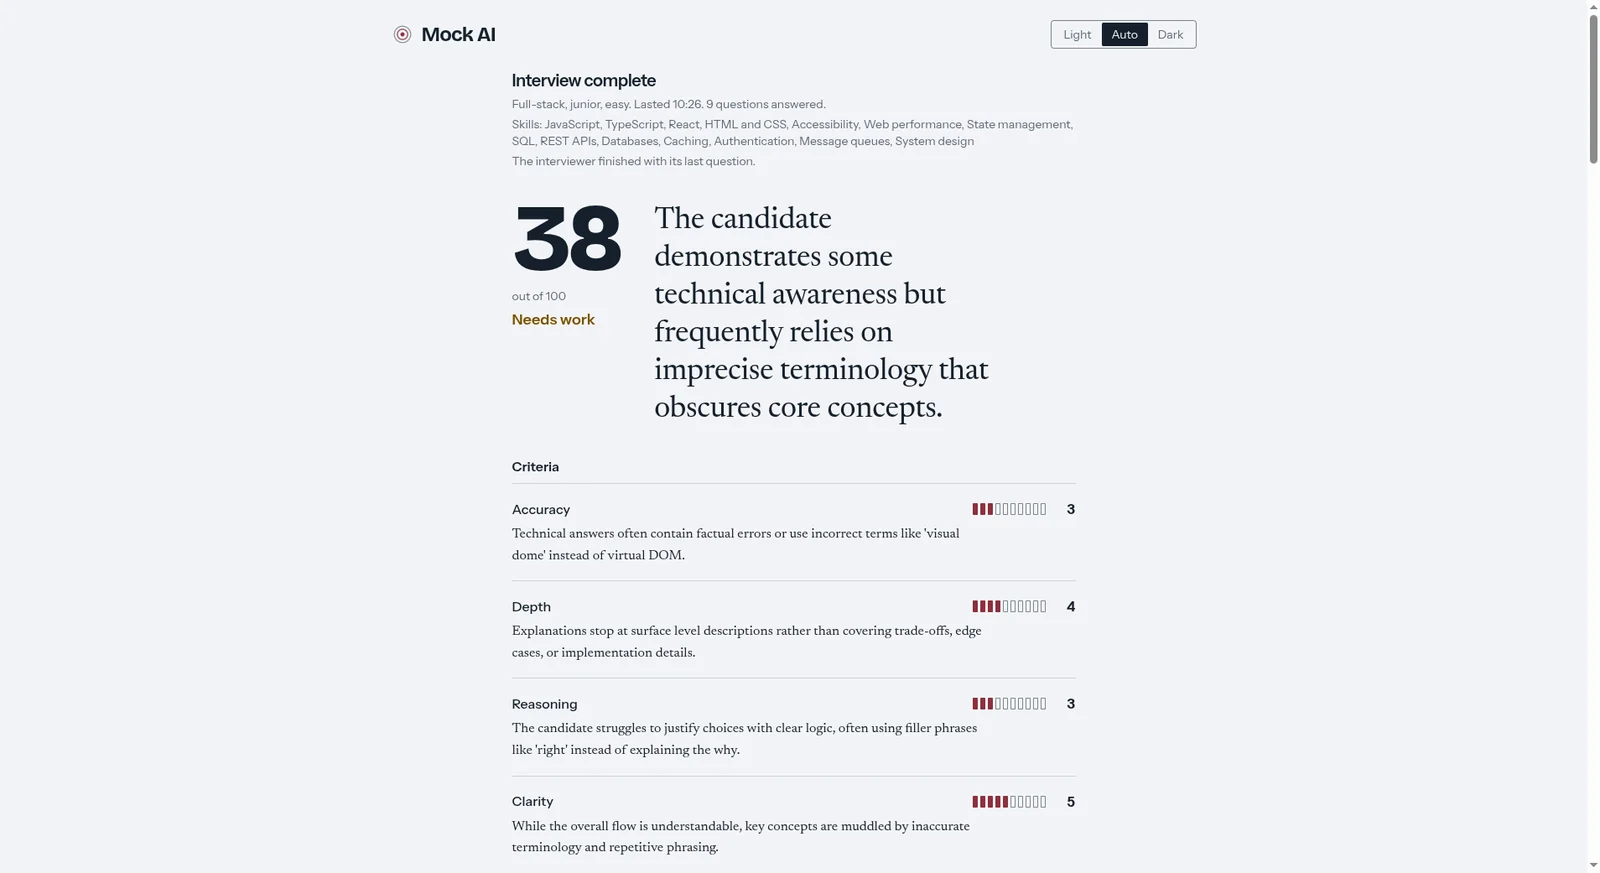 Mock AI
Light Auto Dark
Interview complete
Full-stack, junior, easy. Lasted 10:26. 9 questions answered.
Skills: JavaScript, TypeScript, React, HTML and CSS, Accessibility, Web performance, State management,
SQL, REST APIs, Databases, Caching, Authentication, Message queues, System design
The interviewer finished with its last question.
38
out of 100
Needs work
The candidate
demonstrates some
technical awareness but
frequently relies on
imprecise terminology that
obscures core concepts.
Criteria
Accuracy 3
Technical answers often contain factual errors or use incorrect terms like 'visual
dome' instead of virtual DOM.
Depth 4
Explanations stop at surface level descriptions rather than covering trade-offs, edge
cases, or implementation details.
Reasoning 3
The candidate struggles to justify choices with clear logic, often using filler phrases
like 'right' instead of explaining the why.
Clarity 5
While the overall flow is understandable, key concepts are muddled by inaccurate
terminology and repetitive phrasing.